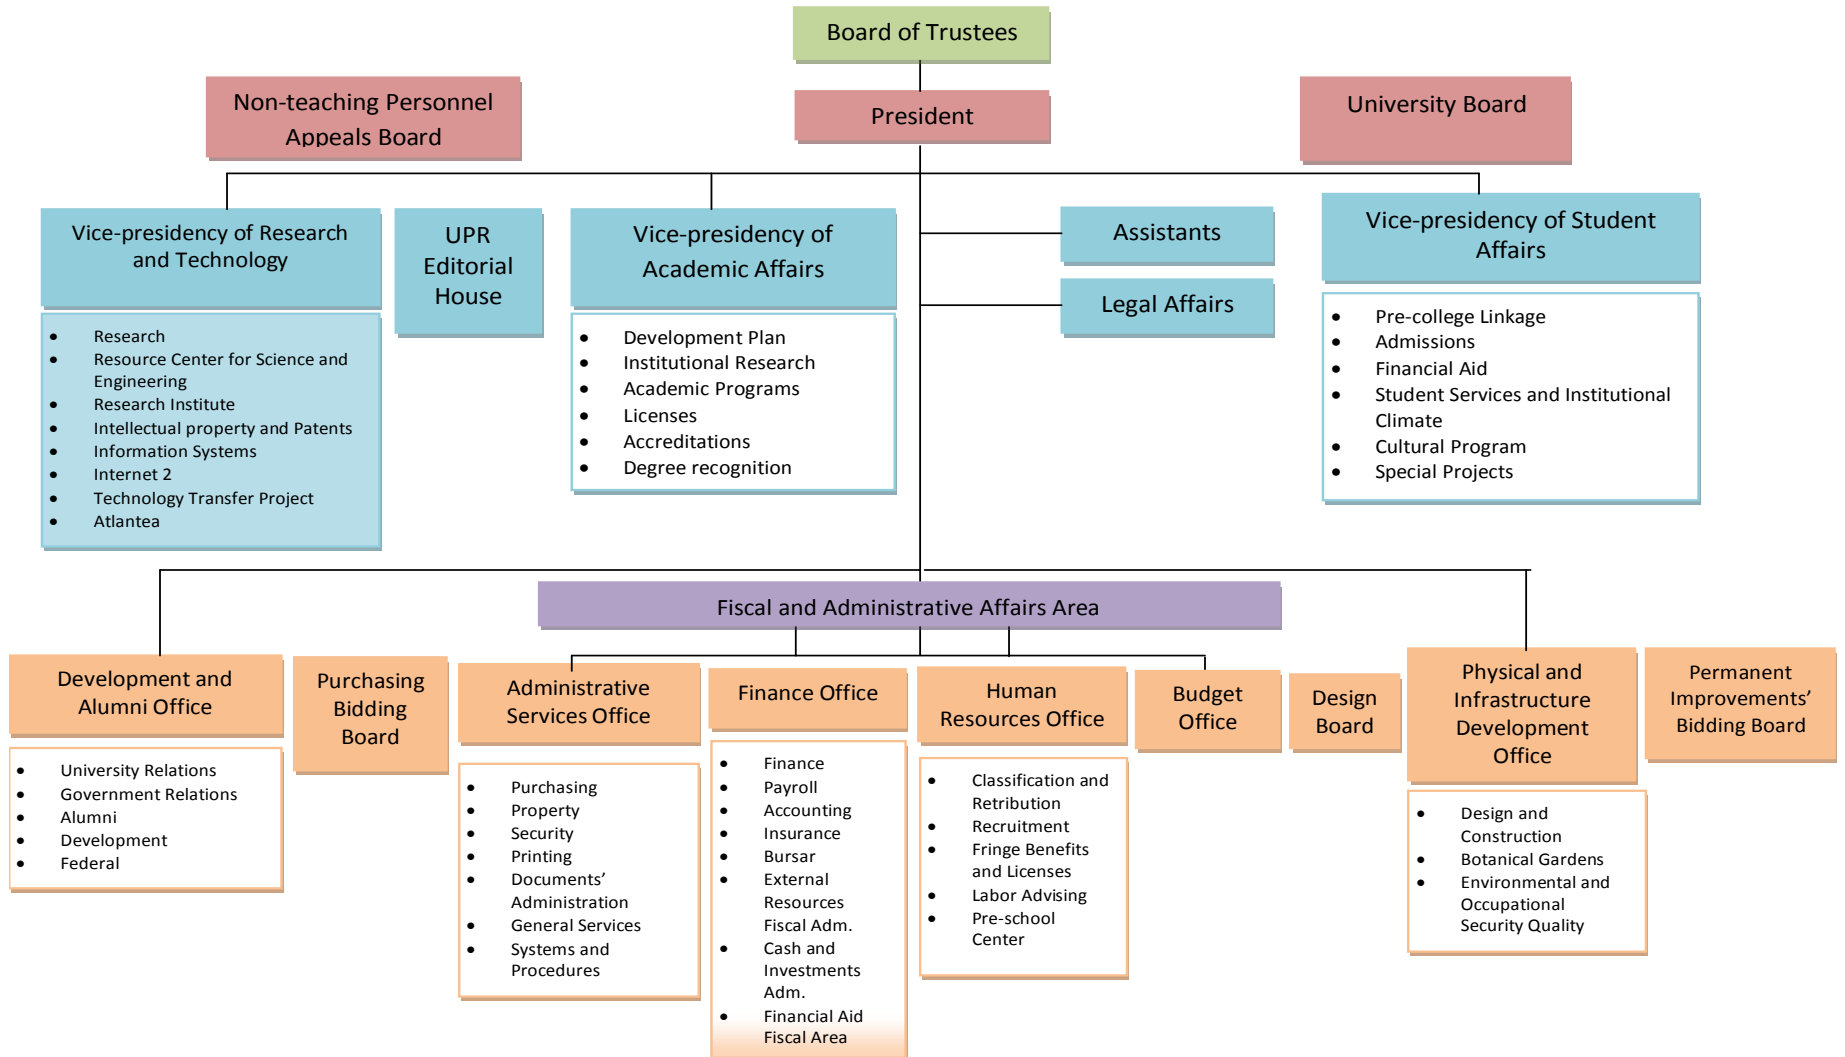 Board of Trustees
Non-teaching Personnel
Appeals Board
President
University Board
Vice-presidency of Research
and Technology
• Research
• Resource Center for Science and
Engineering
• Research Institute
• Intellectual property and Patents
• Information Systems
• Internet 2
• Technology Transfer Project
• Atlantea
UPR
Editorial
House
Vice-presidency of
Academic Affairs
• Development Plan
• Institutional Research
• Academic Programs
• Licenses
• Accreditations
• Degree recognition
Assistants
Legal Affairs
Vice-presidency of Student
Affairs
• Pre-college Linkage
• Admissions
• Financial Aid
• Student Services and Institutional
Climate
• Cultural Program
• Special Projects
Fiscal and Administrative Affairs Area
Development and
Alumni Office
• University Relations
• Government Relations
• Alumni
• Development
• Federal
Purchasing
Bidding
Board
Administrative
Services Office
• Purchasing
• Property
• Security
• Printing
• Documents’
Administration
• General Services
• Systems and
Procedures
Finance Office
• Finance
• Payroll
• Accounting
• Insurance
• Bursar
• External
Resources
Fiscal Adm.
• Cash and
Investments
Adm.
• Financial Aid
Fiscal Area
Human
Resources Office
• Classification and
Retribution
• Recruitment
• Fringe Benefits
and Licenses
• Labor Advising
• Pre-school
Center
Budget
Office
Design
Board
Physical and
Infrastructure
Development
Office
• Design and
Construction
• Botanical Gardens
• Environmental and
Occupational
Security Quality
Permanent
Improvements’
Bidding Board